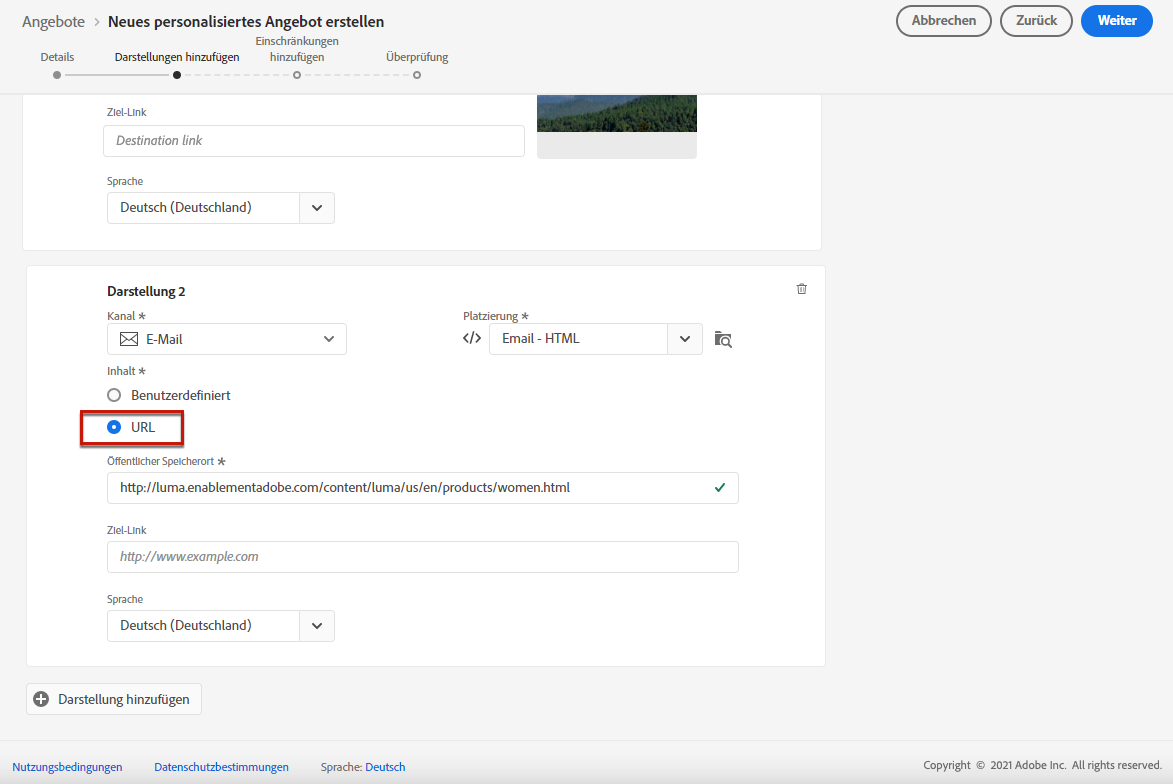 Angebote > Neues personalisiertes Angebot erstellen
Abbrechen
Zurück
Weiter
Details
Darstellungen hinzufügen
Einschränkungen
hinzufügen
Überprüfung
Ziel-Link
Destination link
Sprache
Deutsch (Deutschland)
Darstellung 2
Kanal *
E-Mail
Platzierung *
</> Email - HTML
Inhalt *
Benutzerdefiniert
URL
Öffentlicher Speicherort *
http://luma.enablementadobe.com/content/luma/us/en/products/women.html
Ziel-Link
http://www.example.com
Sprache
Deutsch (Deutschland)
Darstellung hinzufügen
Nutzungsbedingungen
Datenschutzbestimmungen
Sprache: Deutsch
Copyright © 2021 Adobe Inc. All rights reserved.